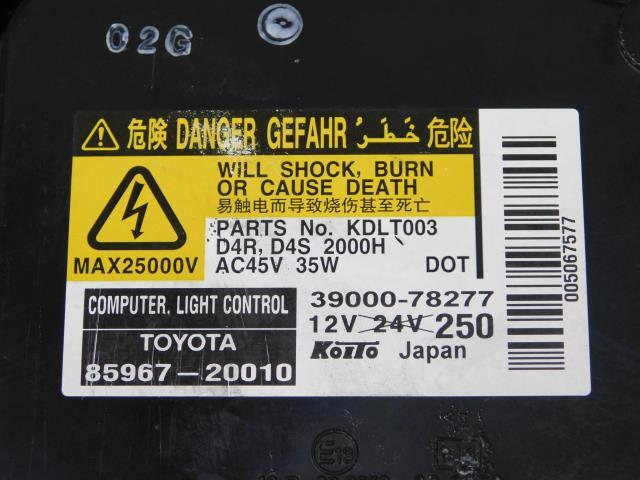 02G
危険 DANGER GEFAHR خَطَر 危险
WILL SHOCK, BURN
OR CAUSE DEATH
易触电而导致烧伤甚至死亡
MAX25000V
PARTS No. KDLT003
D4R, D4S 2000H
AC45V 35W DOT
005067577
COMPUTER, LIGHT CONTROL
TOYOTA
85967-20010
39000-78277
12V 24V 250
KOITO Japan
E13